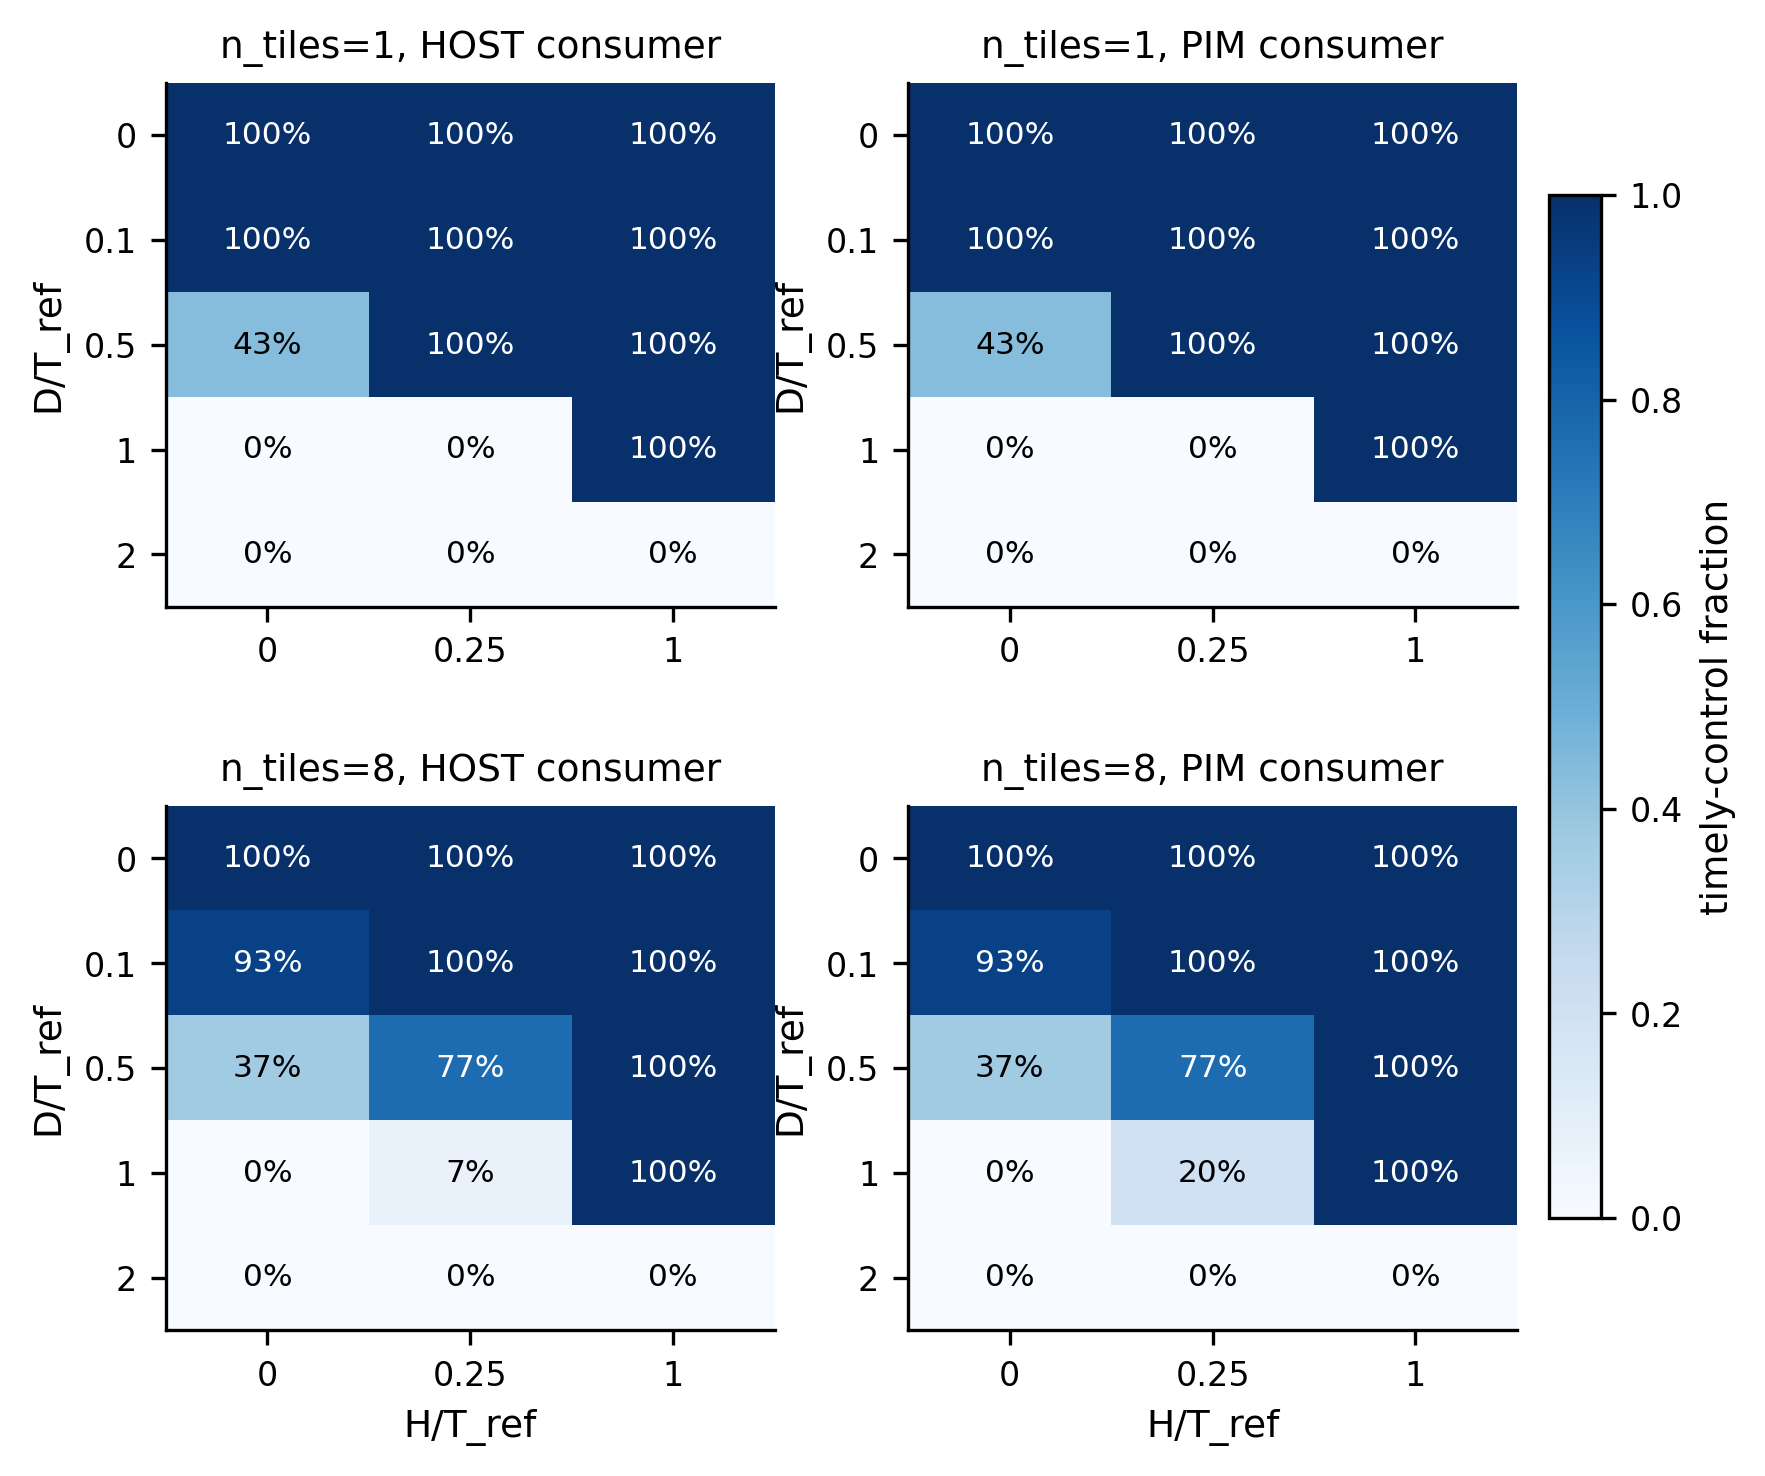 n_tiles=1, HOST consumer
100% 100% 100%
100% 100% 100%
43% 100% 100%
0% 0% 100%
0% 0% 0%
0
0.1
0.5
1
2
D/T_ref
0 0.25 1
n_tiles=1, PIM consumer
100% 100% 100%
100% 100% 100%
43% 100% 100%
0% 0% 100%
0% 0% 0%
0
0.1
0.5
1
2
D/T_ref
0 0.25 1
n_tiles=8, HOST consumer
100% 100% 100%
93% 100% 100%
37% 77% 100%
0% 7% 100%
0% 0% 0%
0
0.1
0.5
1
2
D/T_ref
0 0.25 1
H/T_ref
n_tiles=8, PIM consumer
100% 100% 100%
93% 100% 100%
37% 77% 100%
0% 20% 100%
0% 0% 0%
0
0.1
0.5
1
2
D/T_ref
0 0.25 1
H/T_ref
1.0
0.8
0.6
0.4
0.2
0.0
timely-control fraction